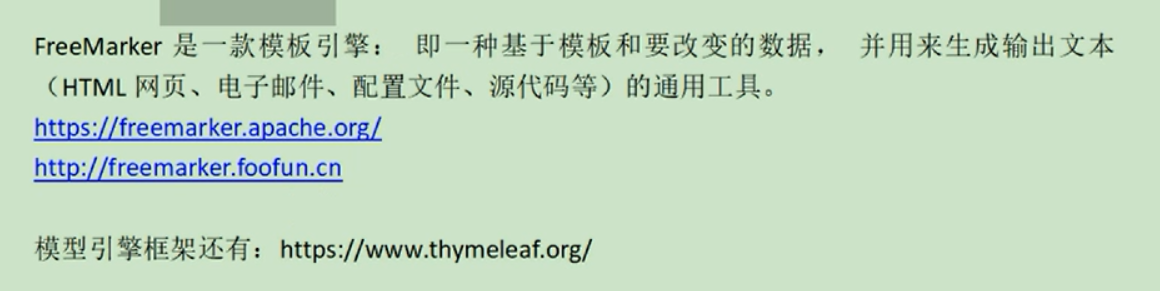 FreeMarker 是一款模板引擎： 即一种基于模板和要改变的数据， 并用来生成输出文本
（HTML 网页、电子邮件、配置文件、源代码等）的通用工具。
https://freemarker.apache.org/
http://freemarker.foofun.cn
模型引擎框架还有：https://www.thymeleaf.org/